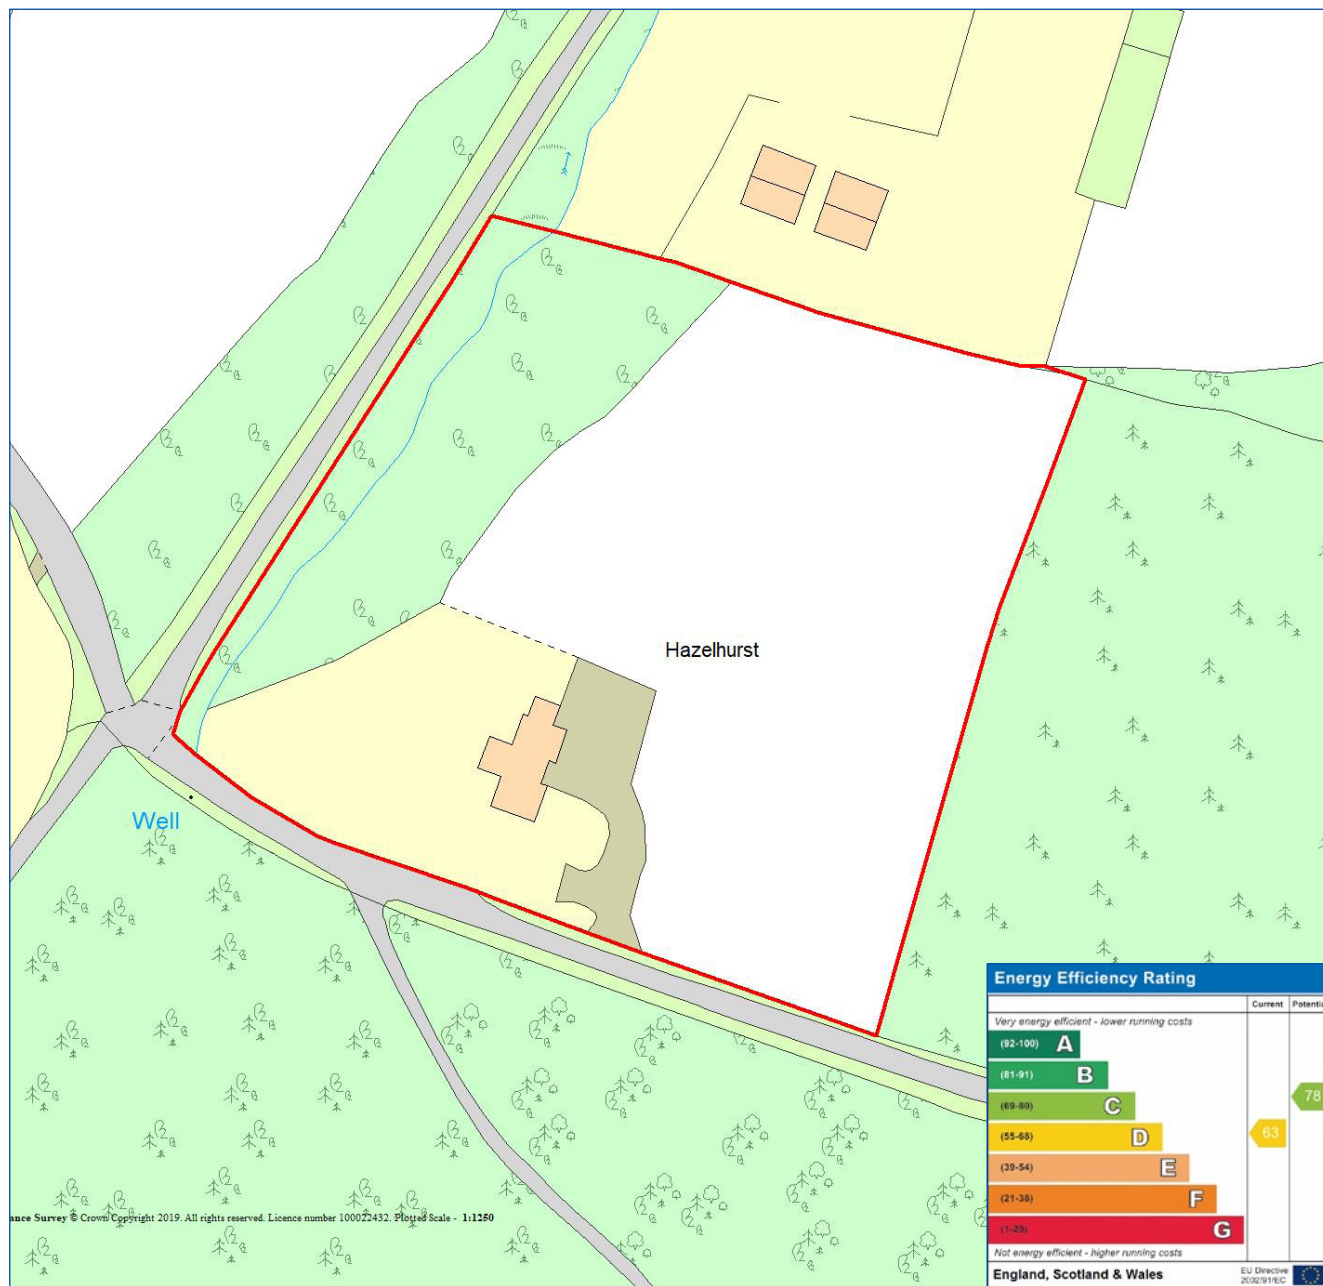 Hazelhurst
Well
Energy Efficiency Rating
Current
Potenti
Very energy efficient - lower running costs
(92-100) A
(81-91) B
(69-80) C
78
(55-68) D
63
(39-54) E
(21-38) F
(1-20) G
Not energy efficient - higher running costs
England, Scotland & Wales
EU Directive
2002/91/EC
nce Survey © Crown Copyright 2019. All rights reserved. Licence number 100022432. Plotted Scale - 1:1250